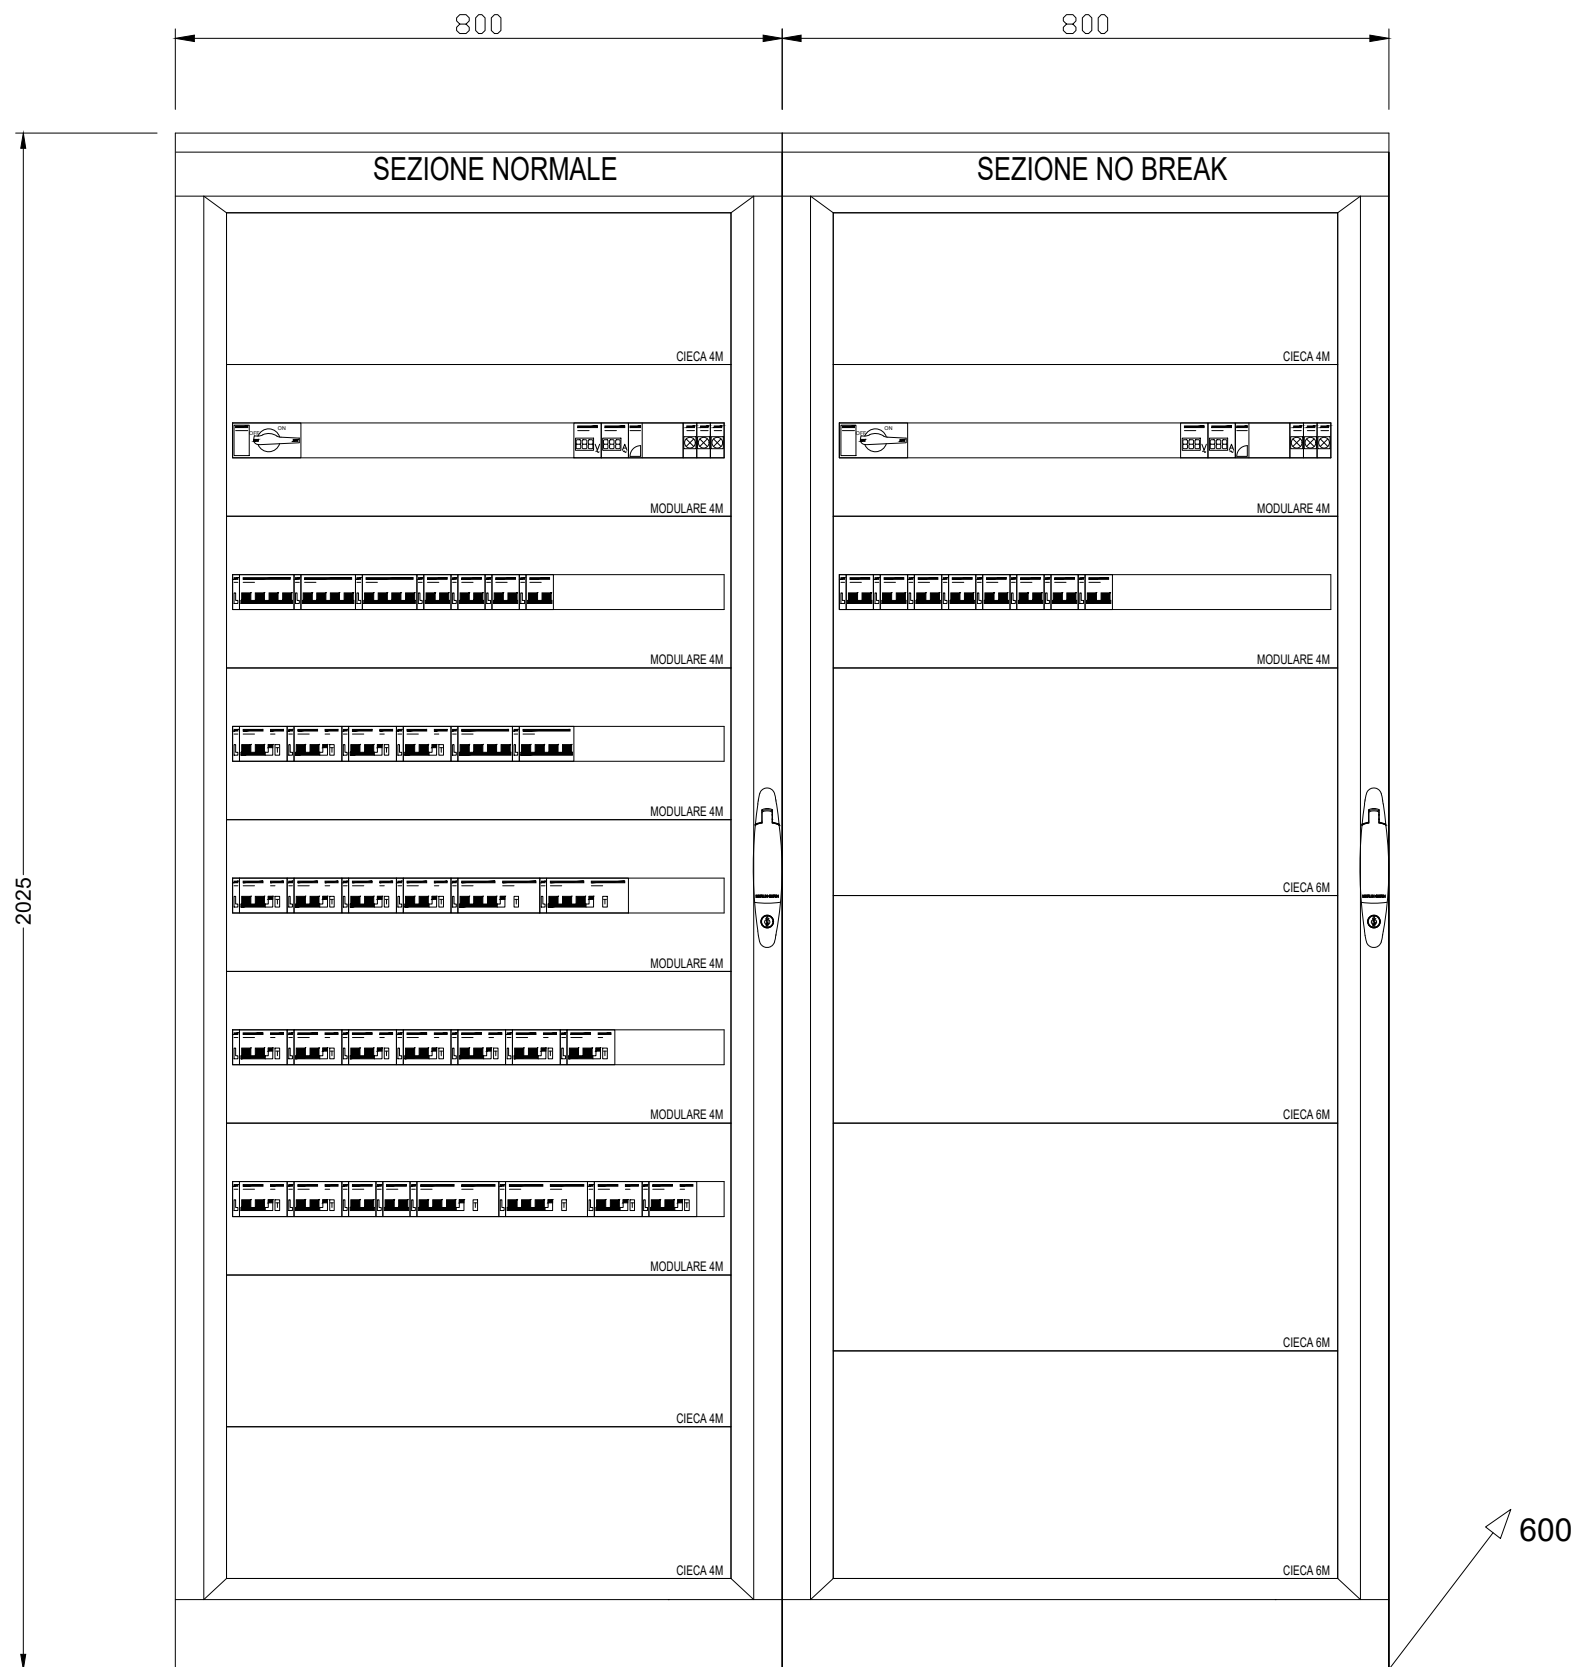 800
800
SEZIONE NORMALE
SEZIONE NO BREAK
CIECA 4M
CIECA 4M
OFF
ON
V
A
OFF
ON
V
A
MODULARE 4M
MODULARE 4M
MODULARE 4M
MODULARE 4M
MODULARE 4M
2025
CIECA 6M
MODULARE 4M
MODULARE 4M
CIECA 6M
MODULARE 4M
CIECA 6M
CIECA 4M
600
CIECA 4M
CIECA 6M